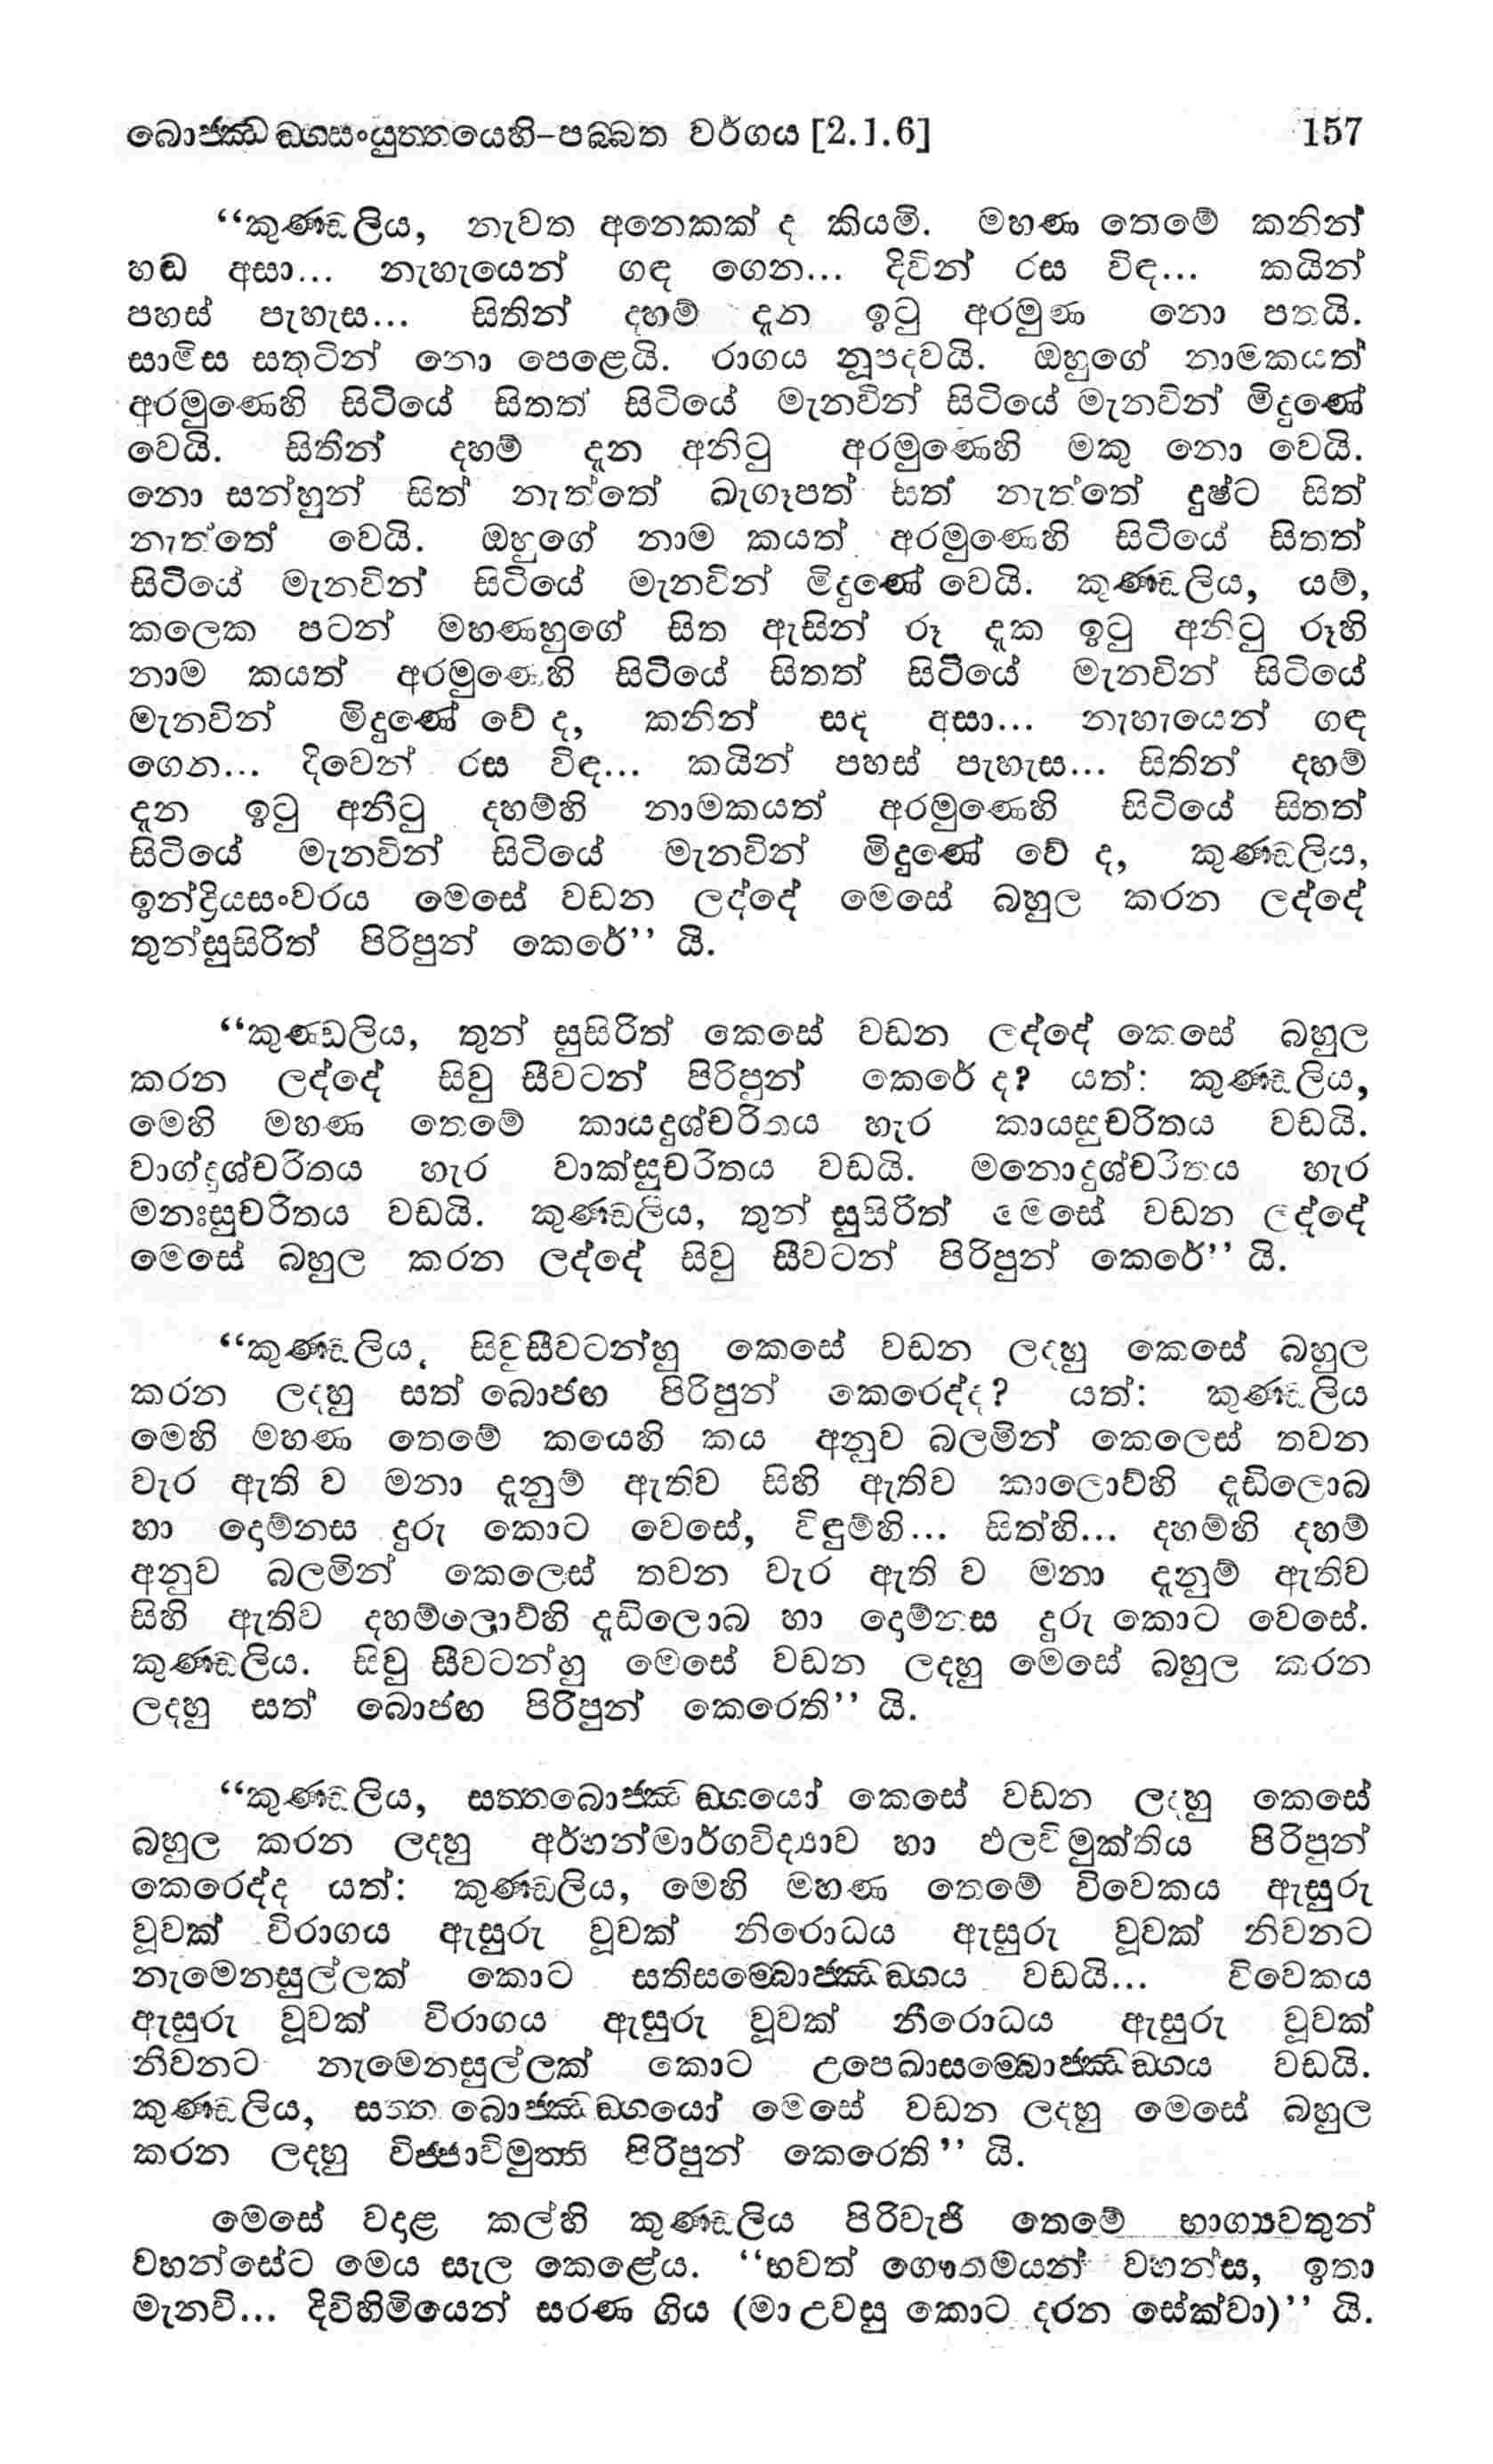 බොජ්ඣඞ්ගසංයුත්තයෙහි-පබ්බත වර්ගය [2.1.6] 157
“කුණ්ඩලිය, නැවත අනෙකක් ද කියමි. මහණ තෙමේ කනින්
හඬ අසා... නැහැයෙන් ගඳ ගෙන... දිවින් රස විඳ... කයින්
පහස් පැහැස... සිතින් දහම් දැන ඉටු අරමුණ නො පතයි.
සාමිස සතුටින් නො පෙළෙයි. රාගය නූපදවයි. ඔහුගේ නාමකයත්
අරමුණෙහි සිටියේ සිතත් සිටියේ මැනවින් සිටියේ මැනවින් මිදුණේ
වෙයි. සිතින් දහම් දැන අනිටු අරමුණෙහි මකු නො වෙයි.
නො සන්හුන් සිත් නැත්තේ බැගෑපත් සත් නැත්තේ දුෂ්ට සිත්
නැත්තේ වෙයි. ඔහුගේ නාම කයත් අරමුණෙහි සිටියේ සිතත්
සිටියේ මැනවින් සිටියේ මැනවින් මිදුණේ වෙයි. කුණ්ඩලිය, යම්,
කලෙක පටන් මහණහුගේ සිත ඇසින් රූ දැක ඉටු අනිටු රූහි
නාම කයත් අරමුණෙහි සිටියේ සිතත් සිටියේ මැනවින් සිටියේ
මැනවින් මිදුණේ වේ ද, කනින් සද අසා... නැහැයෙන් ගඳ
ගෙන... දිවෙන් රස විඳ... කයින් පහස් පැහැස... සිතින් දහම්
දැන ඉටු අනිටු දහම්හි නාමකයත් අරමුණෙහි සිටියේ සිතත්
සිටියේ මැනවින් සිටියේ මැනවින් මිදුණේ වේ ද, කුණ්ඩලිය,
ඉන්ද්‍රියසංවරය මෙසේ වඩන ලද්දේ මෙසේ බහුල කරන ලද්දේ
තුන්සුසිරිත් පිරිපුන් කෙරේ’’ යි.
“කුණ්ඩලිය, තුන් සුසිරිත් කෙසේ වඩන ලද්දේ කෙසේ බහුල
කරන ලද්දේ සිවු සීවටන් පිරිපුන් කෙරේ ද? යත්: කුණ්ඩලිය,
මෙහි මහණ තෙමේ කායදුශ්චරිතය හැර කායසුචරිතය වඩයි.
වාග්දුශ්චරිතය හැර වාක්සුචරිතය වඩයි. මනොදුශ්චරිතය හැර
මනඃසුචරිතය වඩයි. කුණ්ඩලිය, තුන් සුසිරිත් මෙසේ වඩන ලද්දේ
මෙසේ බහුල කරන ලද්දේ සිවු සීවටන් පිරිපුන් කෙරේ’’ යි.
“කුණ්ඩලිය, සිවුසීවටන්හු කෙසේ වඩන ලදහු කෙසේ බහුල
කරන ලදහු සත් බොජඟ පිරිපුන් කෙරෙද්ද? යත්: කුණ්ඩලිය
මෙහි මහණ තෙමේ කයෙහි කය අනුව බලමින් කෙලෙස් තවන
වැර ඇති ව මනා දැනුම් ඇතිව සිහි ඇතිව කාලොව්හි දැඩිලොබ
හා දොම්නස දුරු කොට වෙසේ, විඳුම්හි... සිත්හි... දහම්හි දහම්
අනුව බලමින් කෙලෙස් තවන වැර ඇති ව මනා දැනුම් ඇතිව
සිහි ඇතිව දහම්ලොව්හි දැඩිලොබ හා දොම්නස දුරු කොට වෙසේ.
කුණ්ඩලිය. සිවු සීවටන්හු මෙසේ වඩන ලදහු මෙසේ බහුල කරන
ලදහු සත් බොජඟ පිරිපුන් කෙරෙති’’ යි.
“කුණ්ඩලිය, සත්තබොජ්ඣඞ්ගයෝ කෙසේ වඩන ලදහු කෙසේ
බහුල කරන ලදහු අර්හන්මාර්ගවිද්‍යාව හා ඵලවිමුක්තිය පිරිපුන්
කෙරෙද්ද යත්: කුණ්ඩලිය, මෙහි මහණ තෙමේ විවෙකය ඇසුරු
වූවක් විරාගය ඇසුරු වූවක් නිරොධය ඇසුරු වූවක් නිවනට
නැමෙනසුල්ලක් කොට සතිසම්බොජ්ඣඞ්ගය වඩයි... විවෙකය
ඇසුරු වූවක් විරාගය ඇසුරු වූවක් නිරොධය ඇසුරු වූවක්
නිවනට නැමෙනසුල්ලක් කොට උපෙඛාසම්බොජ්ඣඞ්ගය වඩයි.
කුණ්ඩලිය, සත්ත බොජ්ඣඞ්ගයෝ මෙසේ වඩන ලදහු මෙසේ බහුල
කරන ලදහු විජ්ජාවිමුත්ති පිරිපුන් කෙරෙති’’ යි.
මෙසේ වදාළ කල්හි කුණ්ඩලිය පිරිවැජි තෙමේ භාග්‍යවතුන්
වහන්සේට මෙය සැල කෙළේය. “භවත් ගෞතමයන් වහන්ස, ඉතා
මැනවි... දිවිහිමියෙන් සරණ ගිය (මා උවසු කොට දරන සේක්වා)’’ යි.